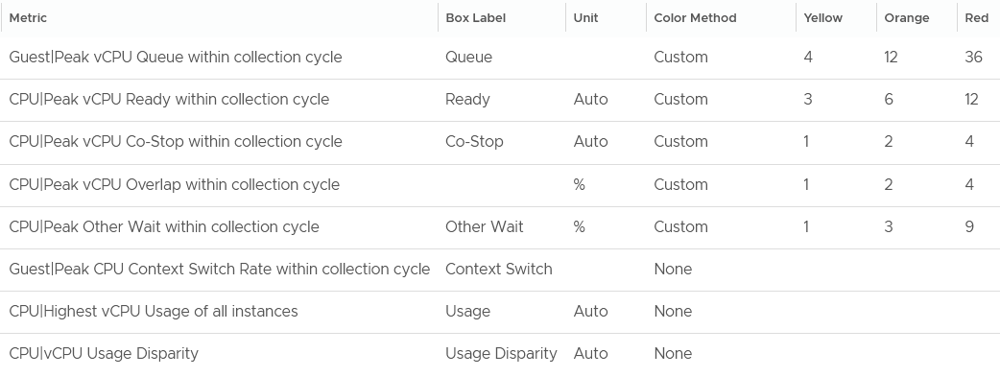 Metric Box Label Unit Color Method Yellow Orange Red
Guest|Peak vCPU Queue within collection cycle Queue Custom 4 12 36
CPU|Peak vCPU Ready within collection cycle Ready Auto Custom 3 6 12
CPU|Peak vCPU Co-Stop within collection cycle Co-Stop Auto Custom 1 2 4
CPU|Peak vCPU Overlap within collection cycle % Custom 1 2 4
CPU|Peak Other Wait within collection cycle Other Wait % Custom 1 3 9
Guest|Peak CPU Context Switch Rate within collection cycle Context Switch None
CPU|Highest vCPU Usage of all instances Usage Auto None
CPU|vCPU Usage Disparity Usage Disparity Auto None